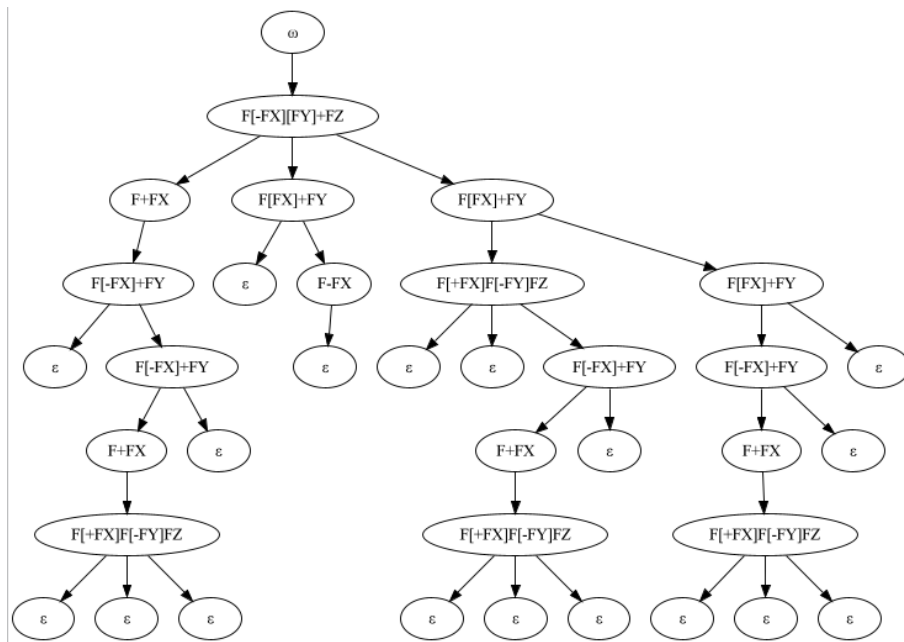 ω
F[-FX][FY]+FZ
F+FX F[FX]+FY F[FX]+FY
F[-FX]+FY ε F-FX F[+FX]F[-FY]FZ F[FX]+FY
ε F[-FX]+FY ε ε ε F[-FX]+FY F[-FX]+FY ε
F+FX ε F+FX ε F+FX ε
F[+FX]F[-FY]FZ F[+FX]F[-FY]FZ F[+FX]F[-FY]FZ
ε ε ε ε ε ε ε ε ε